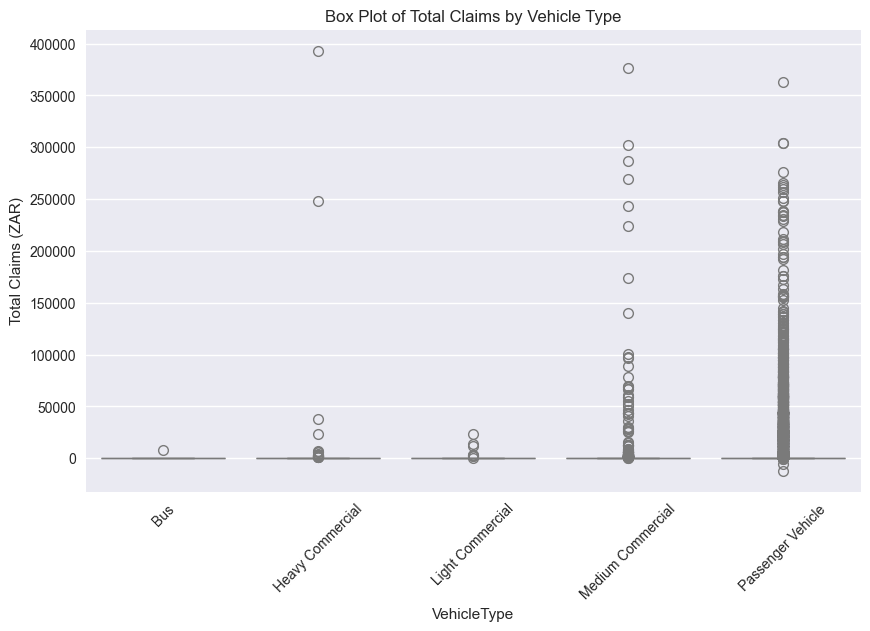 Box Plot of Total Claims by Vehicle Type
Total Claims (ZAR)
400000
350000
300000
250000
200000
150000
100000
50000
0
Bus
Heavy Commercial
Light Commercial
Medium Commercial
Passenger Vehicle
VehicleType